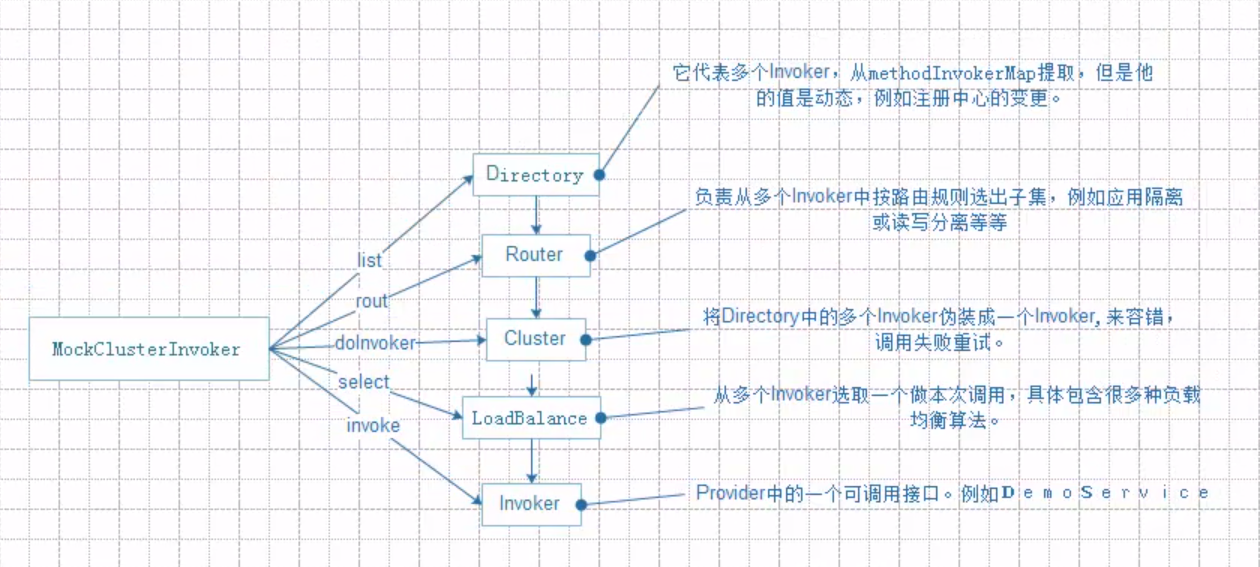 它代表多个Invoker，从methodInvokerMap提取，但是他
的值是动态，例如注册中心的变更。
Directory
负责从多个Invoker中按路由规则选出子集，例如应用隔离
或读写分离等等
Router
list
rout
将Directory中的多个Invoker伪装成一个Invoker,来容错，
调用失败重试。
Cluster
doInvoker
MockClusterInvoker
select
从多个Invoker选取一个做本次调用，具体包含很多种负载
均衡算法。
LoadBalance
invoke
Provider中的一个可调用接口。例如ＤｅｍｏＳｅｒｖｉｃｅ
Invoker